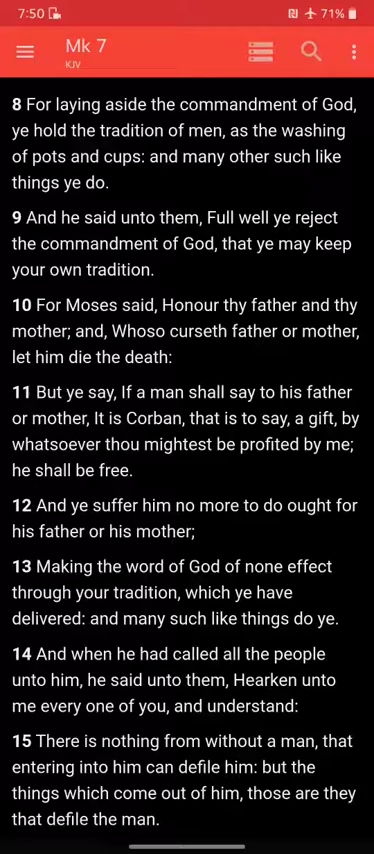 7:50 71%
Mk 7
KJV
8 For laying aside the commandment of God,
ye hold the tradition of men, as the washing
of pots and cups: and many other such like
things ye do.
9 And he said unto them, Full well ye reject
the commandment of God, that ye may keep
your own tradition.
10 For Moses said, Honour thy father and thy
mother; and, Whoso curseth father or mother,
let him die the death:
11 But ye say, If a man shall say to his father
or mother, It is Corban, that is to say, a gift, by
whatsoever thou mightest be profited by me;
he shall be free.
12 And ye suffer him no more to do ought for
his father or his mother;
13 Making the word of God of none effect
through your tradition, which ye have
delivered: and many such like things do ye.
14 And when he had called all the people
unto him, he said unto them, Hearken unto
me every one of you, and understand:
15 There is nothing from without a man, that
entering into him can defile him: but the
things which come out of him, those are they
that defile the man.